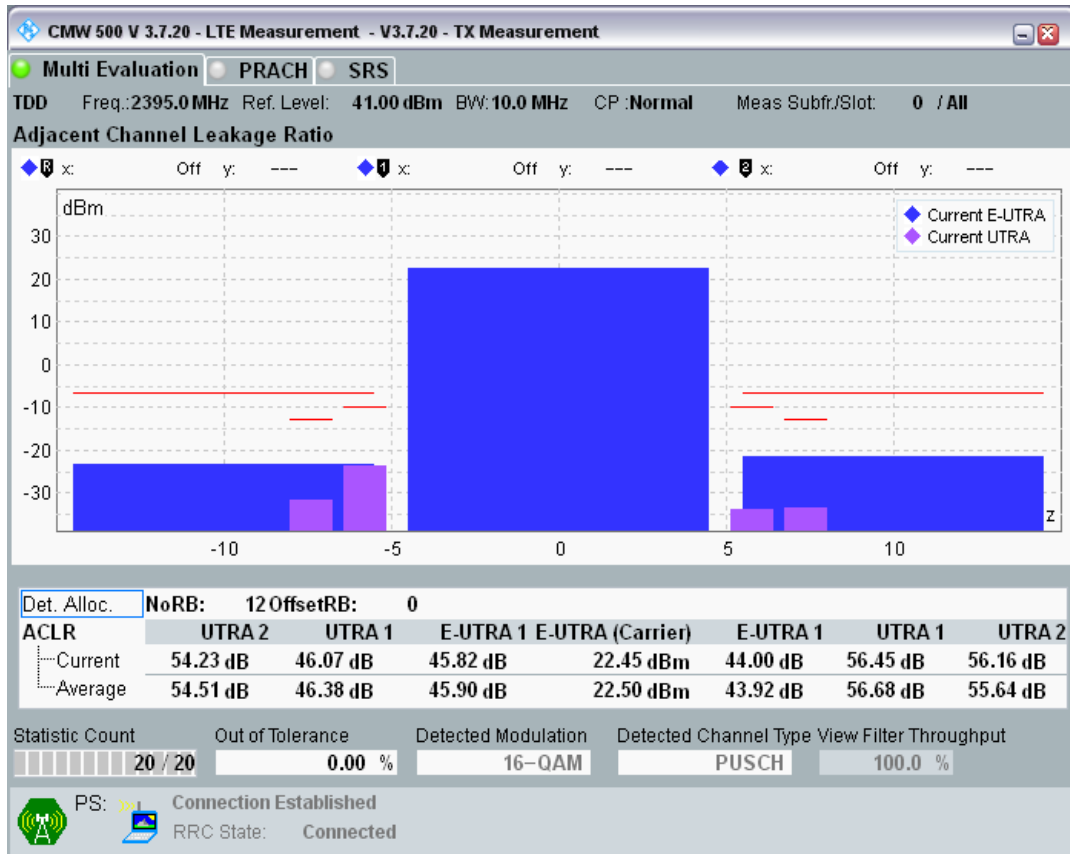 CMW 500 V 3.7.20 - LTE Measurement - V3.7.20 - TX Measurement
Multi Evaluation PRACH SRS
TDD Freq.:2395.0 MHz Ref. Level: 41.00 dBm BW: 10.0 MHz CP :Normal Meas Subfr./Slot: 0 / All
Adjacent Channel Leakage Ratio
R x: Off y: --- 1 x: Off y: --- 2 x: Off y: ---
dBm
Current E-UTRA
Current UTRA
30
20
10
0
-10
-20
-30
z
-10 -5 0 5 10
Det. Alloc. NoRB: 12 OffsetRB: 0
ACLR UTRA 2 UTRA 1 E-UTRA 1 E-UTRA (Carrier) E-UTRA 1 UTRA 1 UTRA 2
Current 54.23 dB 46.07 dB 45.82 dB 22.45 dBm 44.00 dB 56.45 dB 56.16 dB
Average 54.51 dB 46.38 dB 45.90 dB 22.50 dBm 43.92 dB 56.68 dB 55.64 dB
Statistic Count Out of Tolerance Detected Modulation Detected Channel Type View Filter Throughput
20 / 20 0.00 % 16-QAM PUSCH 100.0 %
PS: Connection Established
RRC State: Connected